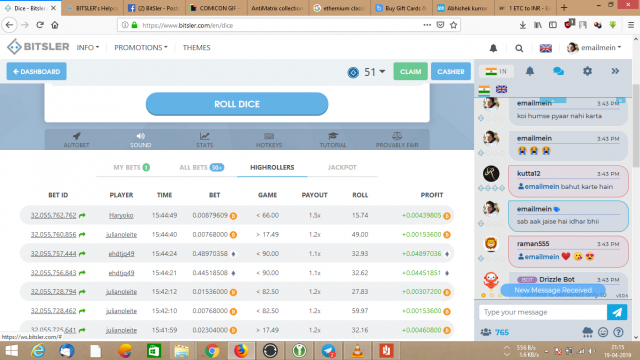 Dice - Bitsler
BITSLER's Helpd
(2) BitSler - Posts
COMICON GIF
AntiMatrix collection
ethernium classic
Buy Gift Cards &
Abhishek kumar
1 ETC to INR - E
https://www.bitsler.com/en/dice
BITSLER
INFO
PROMOTIONS
THEMES
emailmein
DASHBOARD
51
CLAIM
CASHIER
IN
ROLL DICE
AUTOBET
SOUND
STATS
HOTKEYS
TUTORIAL
PROVABLY FAIR
MY BETS 1
ALL BETS 50+
HIGHROLLERS
JACKPOT
BET ID PLAYER TIME BET GAME PAYOUT ROLL PROFIT
32,055,762,762 Haryoko 15:44:49 0.00879609 < 66.00 1.5x 15.74 +0.00439805
32,055,760,856 julianoleite 15:44:40 0.00768000 > 17.49 1.2x 49.00 +0.00153600
32,055,757,444 ehdtjq49 15:44:24 0.48970358 < 90.00 1.1x 32.93 +0.04897036
32,055,756,843 ehdtjq49 15:44:21 0.44518508 < 90.00 1.1x 32.62 +0.04451851
32,055,728,794 julianoleite 15:42:12 0.01536000 < 82.50 1.2x 27.83 +0.00307200
32,055,728,462 julianoleite 15:42:10 0.00768000 < 82.50 1.2x 59.97 +0.00153600
32,055,725,641 julianoleite 15:41:59 0.02304000 > 17.49 1.2x 32.16 +0.00460800
emailmein 3:43 PM
koi humse pyaar nahi karta
emailmein 3:43 PM
😭 😭 😭
kutta12 3:43 PM
emailmein bahut karte hain
emailmein 3:43 PM
sab aak jaise hai idhar bhii
raman555 3:43 PM
emailmein ❤️ 😘 😍
BOT Drizzle Bot 3:43 PM
New Message Received
Type your message
765
https://ws.bitsler.com/#
21:15
19-04-2019